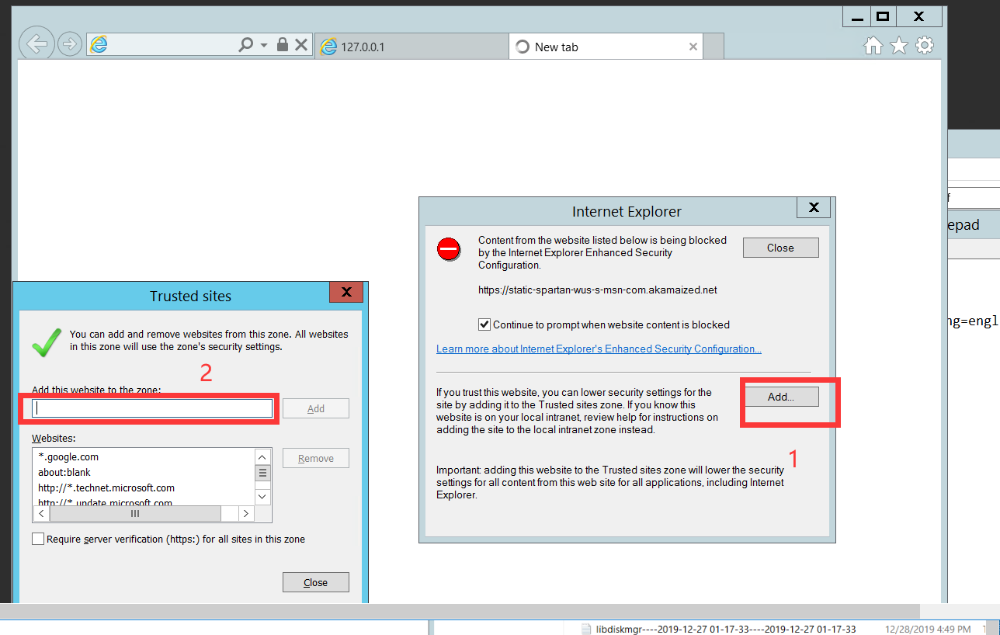 127.0.0.1
New tab
Internet Explorer
Content from the website listed below is being blocked
by the Internet Explorer Enhanced Security
Configuration.
Close
https://static-spartan-wus-s-msn-com.akamaized.net
Continue to prompt when website content is blocked
Learn more about Internet Explorer's Enhanced Security Configuration...
If you trust this website, you can lower security settings for the
site by adding it to the Trusted sites zone. If you know this
website is on your local intranet, review help for instructions on
adding the site to the local intranet zone instead.
Add...
1
Important: adding this website to the Trusted sites zone will lower the security
settings for all content from this web site for all applications, including Internet
Explorer.
Trusted sites
You can add and remove websites from this zone. All websites
in this zone will use the zone's security settings.
2
Add this website to the zone:
Add
Websites:
*.google.com
about:blank
http://*.technet.microsoft.com
http://*.update.microsoft.com
Remove
Require server verification (https:) for all sites in this zone
Close
f
epad
ng=engl
libdiskmgr----2019-12-27 01-17-33----2019-12-27 01-17-33
12/28/2019 4:49 PM